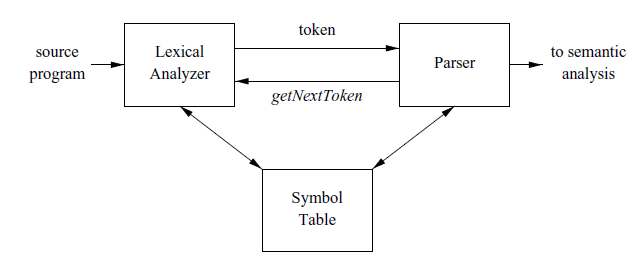 token
source
program
Lexical
Analyzer
Parser
to semantic
analysis
getNextToken
Symbol
Table